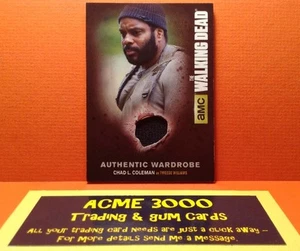 THE
WALKING DEAD
aMC
AUTHENTIC WARDROBE
CHAD L. COLEMAN AS TYREESE WILLIAMS
ACME 3000
Trading & Gum Cards
All your trading card needs are just a click away –
For more details send me a message.